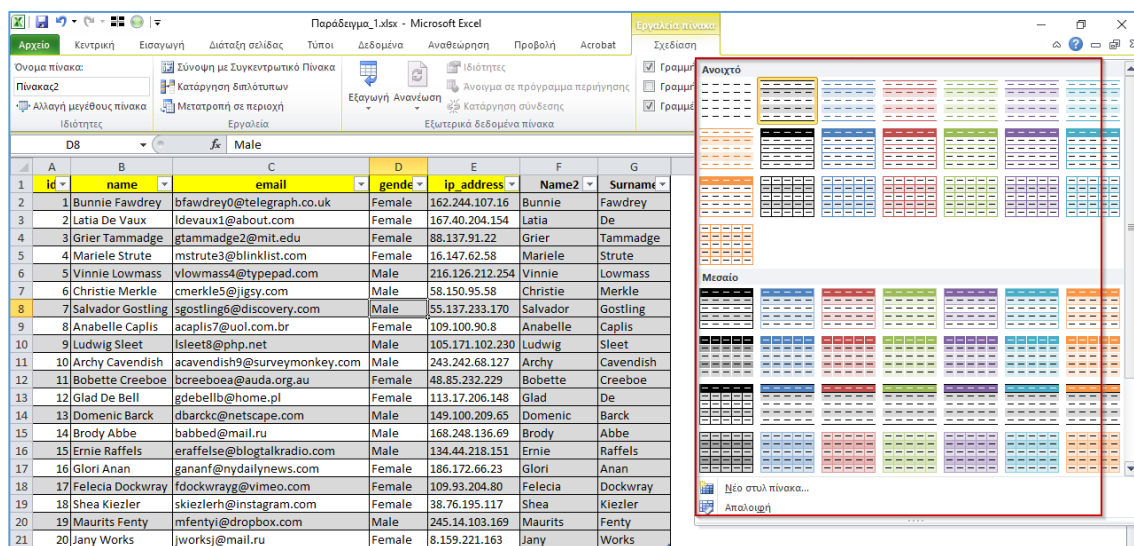 Παράδειγμα_1.xlsx - Microsoft Excel
Εργαλεία πίνακα
Αρχείο Κεντρική Εισαγωγή Διάταξη σελίδας Τύποι Δεδομένα Αναθεώρηση Προβολή Acrobat Σχεδίαση
Όνομα πίνακα:
Πίνακας2
Αλλαγή μεγέθους πίνακα
Ιδιότητες
Σύνοψη με Συγκεντρωτικό Πίνακα
Κατάργηση διπλότυπων
Μετατροπή σε περιοχή
Εργαλεία
Εξαγωγή Ανανέωση
Ιδιότητες
Άνοιγμα σε πρόγραμμα περιήγησης
Κατάργηση σύνδεσης
Εξωτερικά δεδομένα πίνακα
Γραμμή
Γραμμή
Γραμμέ
D8 fx Male
A B C D E F G
1 id name email gende ip_address Name2 Surname
2 1 Bunnie Fawdrey bfawdrey0@telegraph.co.uk Female 162.244.107.16 Bunnie Fawdrey
3 2 Latia De Vaux ldevaux1@about.com Female 167.40.204.154 Latia De
4 3 Grier Tammadge gtammadge2@mit.edu Female 88.137.91.22 Grier Tammadge
5 4 Mariele Strute mstrute3@blinklist.com Female 16.147.62.58 Mariele Strute
6 5 Vinnie Lowmass vlowmass4@typepad.com Male 216.126.212.254 Vinnie Lowmass
7 6 Christie Merkle cmerkle5@jigsy.com Male 58.150.95.58 Christie Merkle
8 7 Salvador Gostling sgostling6@discovery.com Male 55.137.233.170 Salvador Gostling
9 8 Anabelle Caplis acaplis7@uol.com.br Female 109.100.90.8 Anabelle Caplis
10 9 Ludwig Sleet lsleet8@php.net Male 105.171.102.230 Ludwig Sleet
11 10 Archy Cavendish acavendish9@surveymonkey.com Male 243.242.68.127 Archy Cavendish
12 11 Bobette Creeboe bcreeboea@auda.org.au Female 48.85.232.229 Bobette Creeboe
13 12 Glad De Bell gdebellb@home.pl Female 113.17.206.148 Glad De
14 13 Domenic Barck dbarckc@netscape.com Male 149.100.209.65 Domenic Barck
15 14 Brody Abbe babbed@mail.ru Male 168.248.136.69 Brody Abbe
16 15 Ernie Raffels eraffelse@blogtalkradio.com Male 134.44.218.151 Ernie Raffels
17 16 Glori Anan gananf@nydailynews.com Female 186.172.66.23 Glori Anan
18 17 Felecia Dockwray fdockwrayg@vimeo.com Female 109.93.204.80 Felecia Dockway
19 18 Shea Kiezler skiezlerh@instagram.com Female 38.76.195.117 Shea Kiezler
20 19 Maurits Fenty mfentyi@dropbox.com Male 245.14.103.169 Maurits Fenty
21 20 Jany Works jworksj@mail.ru Female 8.159.221.163 Jany Works
Ανοιχτό
Μεσαίο
Νέο στυλ πίνακα...
Απαλοιφή